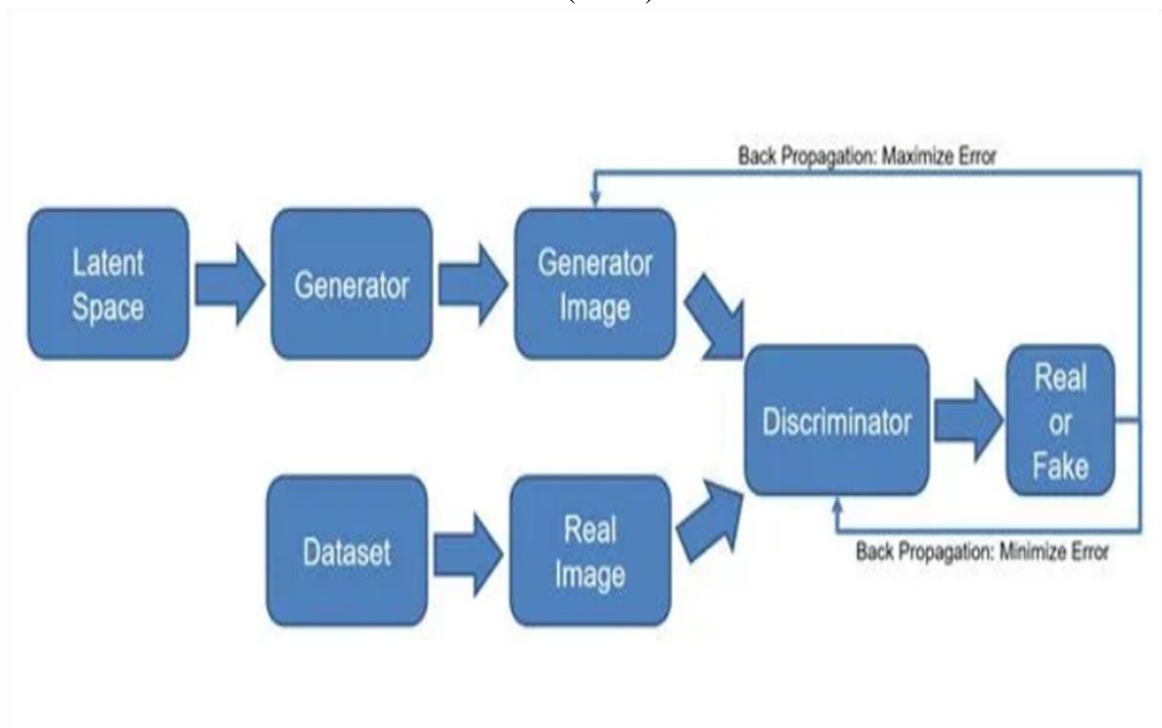 Back Propagation: Maximize Error
Latent
Space
Generator
Generator
Image
Discriminator
Real
or
Fake
Dataset
Real
Image
Back Propagation: Minimize Error